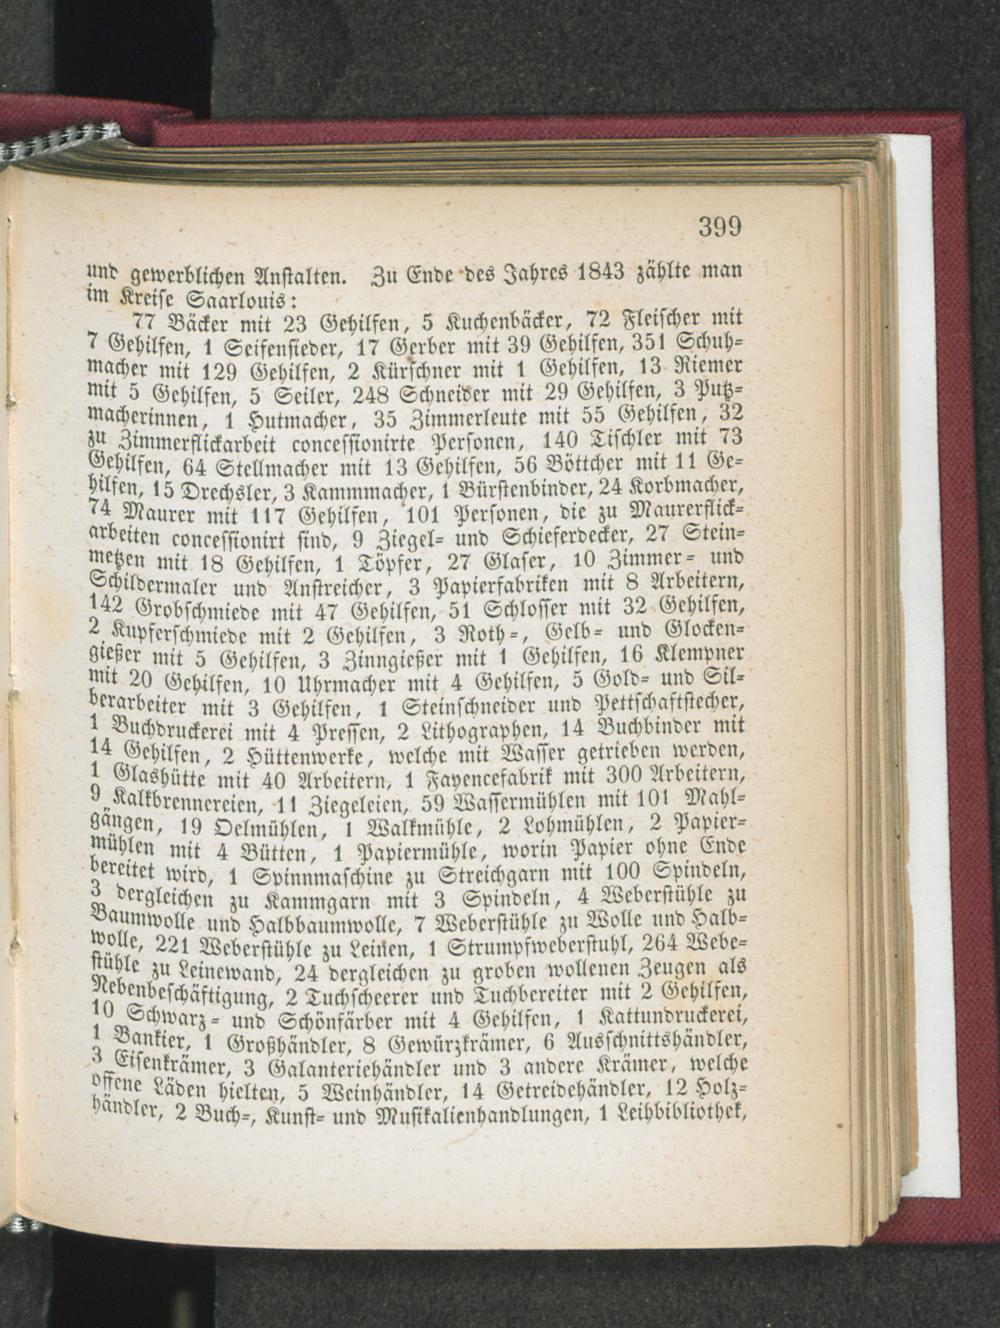 399
und gewerblichen Anstalten. Zu Ende des Jahres 1843 zählte man
im Kreise Saarlouis:
77 Bäcker mit 23 Gehilfen, 5 Kuchenbäcker, 72 Fleischer mit
7 Gehilfen, 1 Seifensieder, 17 Gerber mit 39 Gehilfen, 351 Schuh-
macher mit 129 Gehilfen, 2 Kürschner mit 1 Gehilfen, 13 Riemer
mit 5 Gehilfen, 5 Seiler, 248 Schneider mit 29 Gehilfen, 3 Putz-
macherinnen, 1 Hutmacher, 35 Zimmerleute mit 55 Gehilfen, 32
zu Zimmerflickarbeit concessionirte Personen, 140 Tischler mit 73
Gehilfen, 64 Stellmacher mit 13 Gehilfen, 56 Böttcher mit 11 Ge-
hilfen, 15 Drechsler, 3 Kammmacher, 1 Bürstenbinder, 24 Korbmacher,
74 Maurer mit 117 Gehilfen, 101 Personen, die zu Maurerflick-
arbeiten concessionirt sind, 9 Ziegel- und Schieferdecker, 27 Stein-
metzen mit 18 Gehilfen, 1 Töpfer, 27 Glaser, 10 Zimmer- und
Schildermaler und Anstreicher, 3 Papierfabriken mit 8 Arbeitern,
142 Grobschmiede mit 47 Gehilfen, 51 Schlosser mit 32 Gehilfen,
2 Kupferschmiede mit 2 Gehilfen, 3 Roth-, Gelb- und Glocken-
gießer mit 5 Gehilfen, 3 Zinngießer mit 1 Gehilfen, 16 Klempner
mit 20 Gehilfen, 10 Uhrmacher mit 4 Gehilfen, 5 Gold- und Sil-
berarbeiter mit 3 Gehilfen, 1 Steinschneider und Pettschaftstecher,
1 Buchdruckerei mit 4 Pressen, 2 Lithographen, 14 Buchbinder mit
14 Gehilfen, 2 Hüttenwerke, welche mit Wasser getrieben werden,
1 Glashütte mit 40 Arbeitern, 1 Fayencefabrik mit 300 Arbeitern,
9 Kalkbrennereien, 11 Ziegeleien, 59 Wassermühlen mit 101 Mahl-
gängen, 19 Oelmühlen, 1 Walkmühle, 2 Lohmühlen, 2 Papier-
mühlen mit 4 Bütten, 1 Papiermühle, worin Papier ohne Ende
bereitet wird, 1 Spinnmaschine zu Streichgarn mit 100 Spindeln,
3 dergleichen zu Kammgarn mit 3 Spindeln, 4 Weberstühle zu
Baumwolle und Halbbaumwolle, 7 Weberstühle zu Wolle und Halb-
wolle, 221 Weberstühle zu Leinen, 1 Strumpfweberstuhl, 264 Webe-
stühle zu Leinewand, 24 dergleichen zu groben wollenen Zeugen als
Nebenbeschäftigung, 2 Tuchscheerer und Tuchbereiter mit 2 Gehilfen,
10 Schwarz- und Schönfärber mit 4 Gehilfen, 1 Kattundruckerei,
1 Bankier, 1 Großhändler, 8 Gewürzkrämer, 6 Ausschnittshändler,
3 Eisenkrämer, 3 Galanteriehändler und 3 andere Krämer, welche
offene Läden hielten, 5 Weinhändler, 14 Getreidehändler, 12 Holz-
händler, 2 Buch-, Kunst- und Musikalienhandlungen, 1 Leihbibliothek,